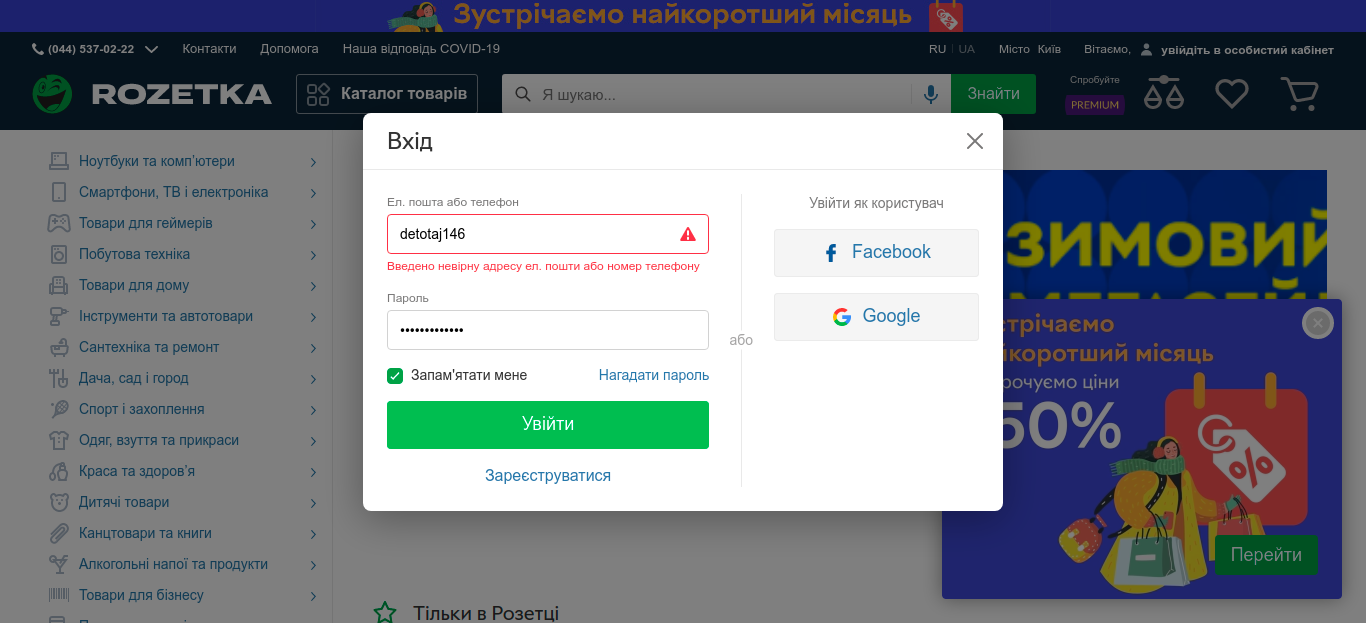 Зустрічаємо найкоротший місяць
(044) 537-02-22 Контакти Допомога Наша відповідь COVID-19 RU UA Місто Київ Вітаємо, увійдіть в особистий кабінет
ROZETKA Каталог товарів Я шукаю... Знайти
Спробуйте
PREMIUM
Вхід
Ел. пошта або телефон
detotaj146
Введено невірну адресу ел. пошти або номер телефону
Пароль
•••••••••••••
Запам'ятати мене Нагадати пароль
Увійти
Зареєструватися
або
Увійти як користувач
Facebook
Google
Ноутбуки та комп'ютери
Смартфони, ТВ і електроніка
Товари для геймерів
Побутова техніка
Товари для дому
Інструменти та автотовари
Сантехніка та ремонт
Дача, сад і город
Спорт і захоплення
Одяг, взуття та прикраси
Краса та здоров'я
Дитячі товари
Канцтовари та книги
Алкогольні напої та продукти
Товари для бізнесу
ЗИМОВИЙ
стрічаємо
йкоротший місяць
рочуємо ціни
50%
%
Перейти
Тільки в Розетці